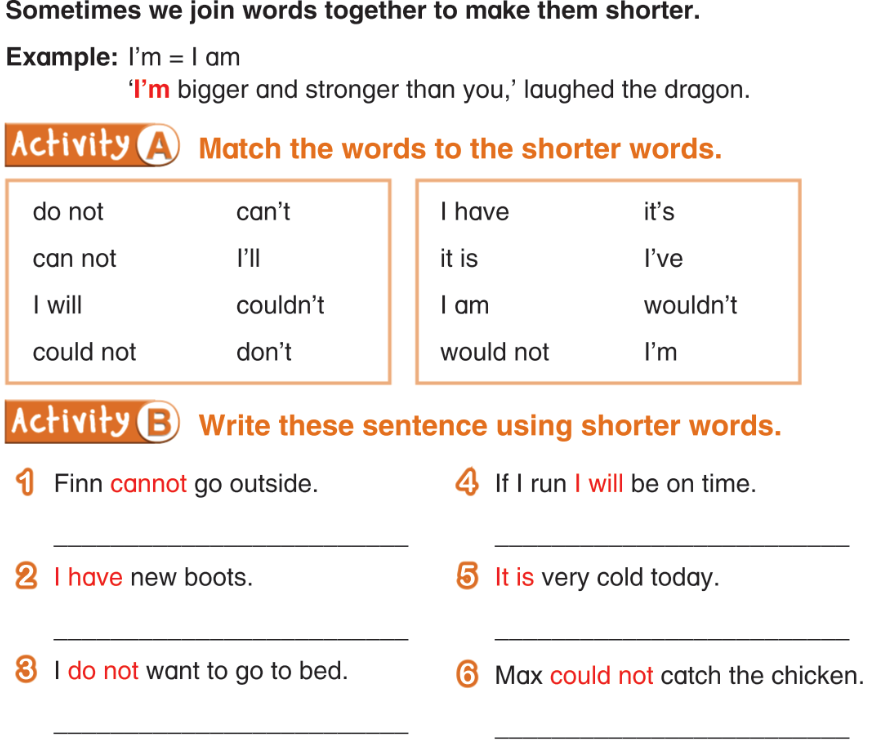 Sometimes we join words together to make them shorter.
Example: I’m = I am
‘I’m bigger and stronger than you,’ laughed the dragon.
Activity A Match the words to the shorter words.
do not can’t
can not I’ll
I will couldn’t
could not don’t
I have it’s
it is I’ve
I am wouldn’t
would not I’m
Activity B Write these sentence using shorter words.
1 Finn cannot go outside.
2 I have new boots.
3 I do not want to go to bed.
4 If I run I will be on time.
5 It is very cold today.
6 Max could not catch the chicken.